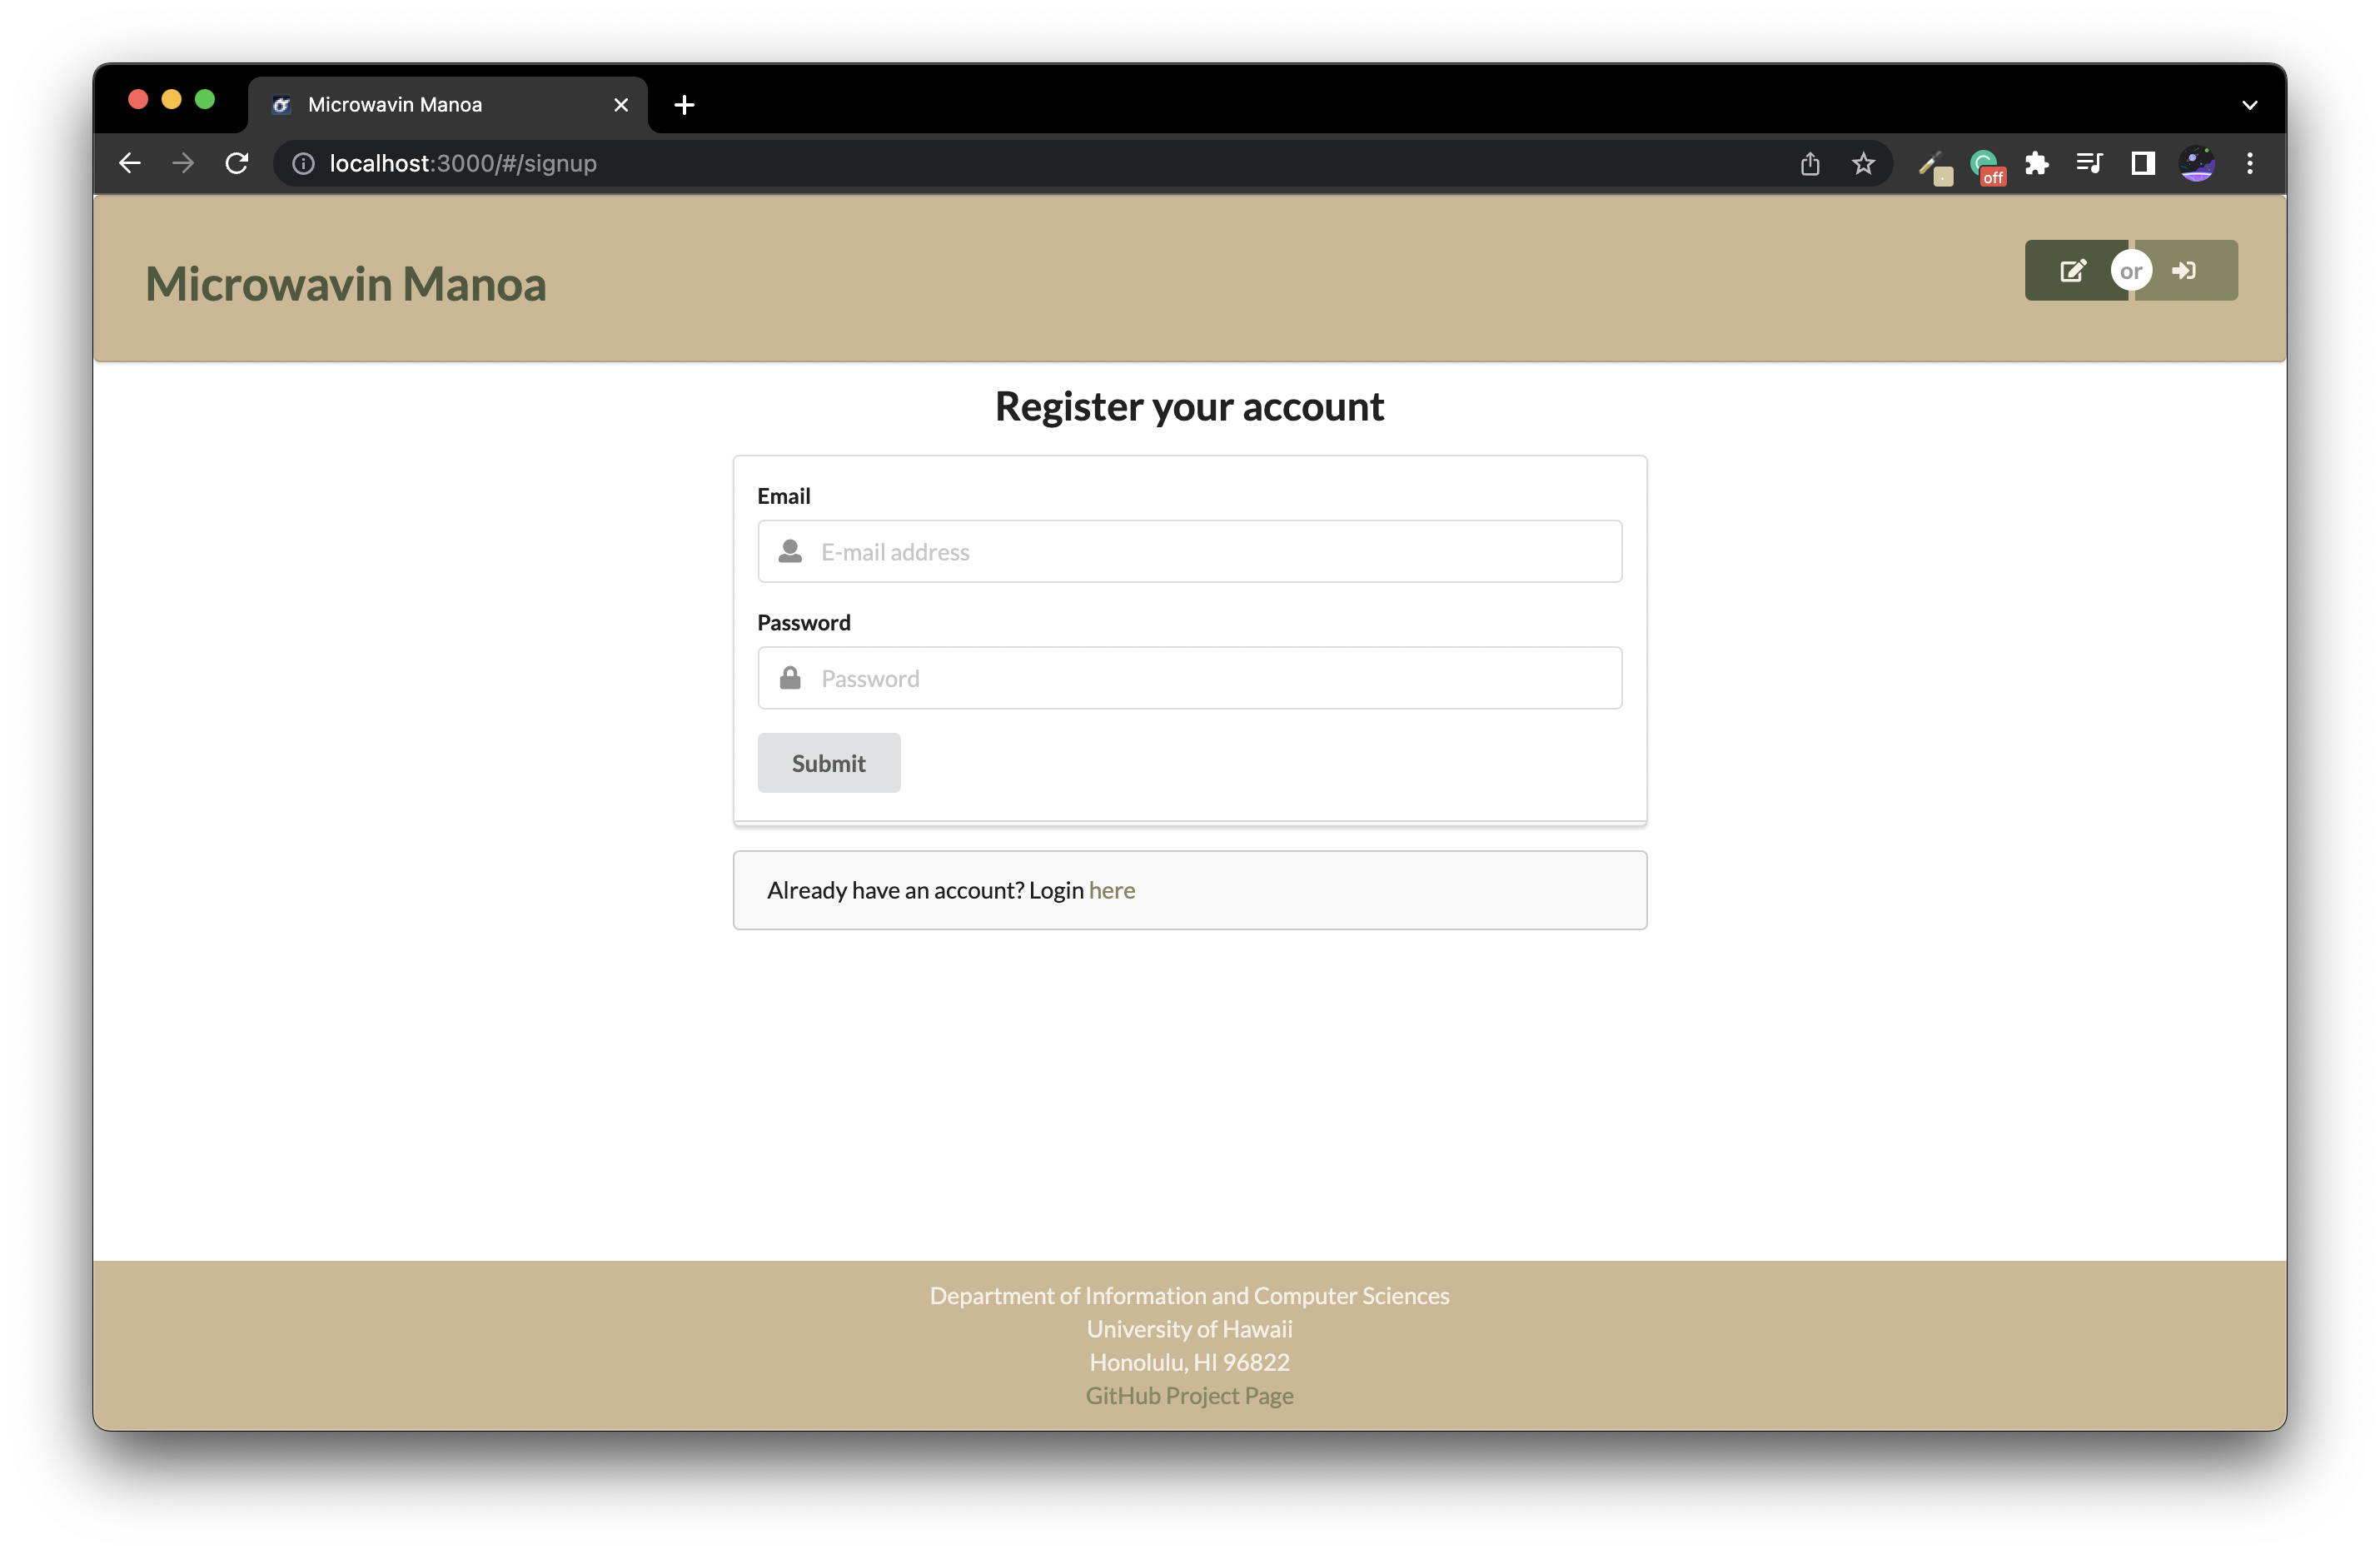 Microwavin Manoa
localhost:3000/#/signup
off
Microwavin Manoa
or
Register your account
Email
E-mail address
Password
Password
Submit
Already have an account? Login here
Department of Information and Computer Sciences
University of Hawaii
Honolulu, HI 96822
GitHub Project Page